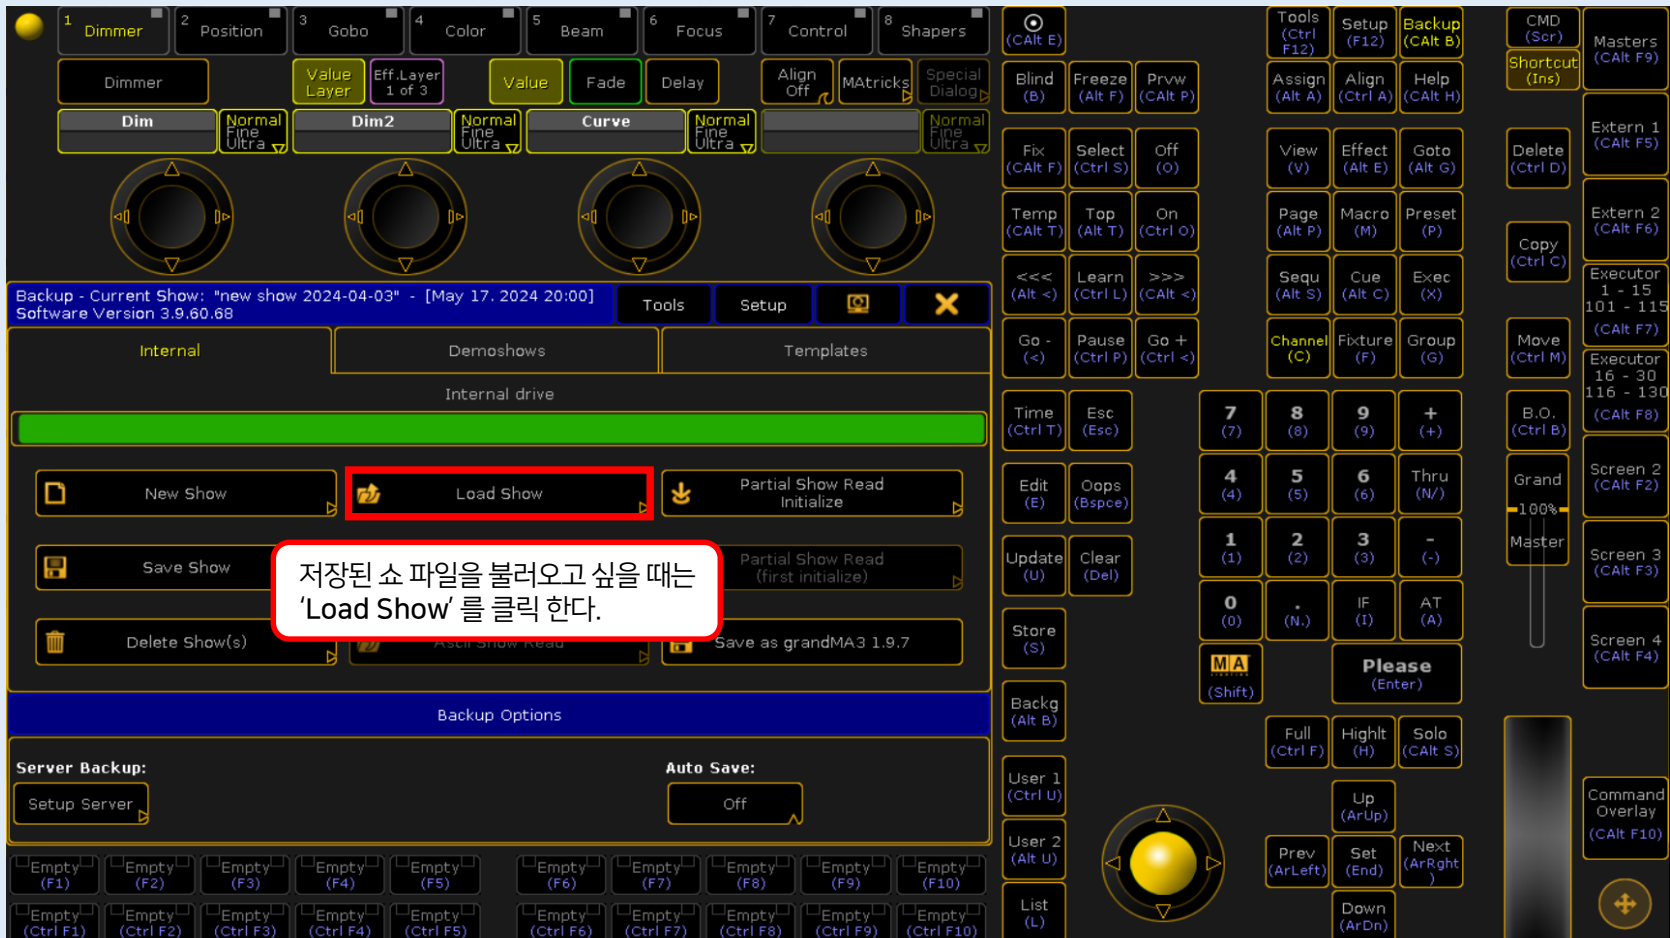 1 Dimmer
2 Position
3 Gobo
4 Color
5 Beam
6 Focus
7 Control
8 Shapers
Dimmer
Value
Layer
Eff.Layer
1 of 3
Value
Fade
Delay
Align
Off
MAtricks
Special
Dialog
Dim
Normal
Fine
Ultra
Dim2
Normal
Fine
Ultra
Curve
Normal
Fine
Ultra
Normal
Fine
Ultra
Backup - Current Show: "new show 2024-04-03" - [May 17. 2024 20:00]
Software Version 3.9.60.68
Tools
Setup
Internal
Demoshows
Templates
Internal drive
New Show
Load Show
Partial Show Read
Initialize
Save Show
Partial Show Read
(first initialize)
저장된 쇼 파일을 불러오고 싶을 때는
‘Load Show’ 를 클릭 한다.
Delete Show(s)
Ascii Show Read
Save as grandMA3 1.9.7
Backup Options
Server Backup:
Auto Save:
Setup Server
Off
Empty
(F1)
Empty
(F2)
Empty
(F3)
Empty
(F4)
Empty
(F5)
Empty
(F6)
Empty
(F7)
Empty
(F8)
Empty
(F9)
Empty
(F10)
Empty
(Ctrl F1)
Empty
(Ctrl F2)
Empty
(Ctrl F3)
Empty
(Ctrl F4)
Empty
(Ctrl F5)
Empty
(Ctrl F6)
Empty
(Ctrl F7)
Empty
(Ctrl F8)
Empty
(Ctrl F9)
Empty
(Ctrl F10)
(CAlt E)
Tools
(Ctrl
F12)
Setup
(F12)
Backup
(CAlt B)
Blind
(B)
Freeze
(Alt F)
Prvw
(CAlt P)
Assign
(Alt A)
Align
(Ctrl A)
Help
(CAlt H)
Fix
(CAlt F)
Select
(Ctrl S)
Off
(O)
View
(V)
Effect
(Alt E)
Goto
(Alt G)
Temp
(CAlt T)
Top
(Alt T)
On
(Ctrl O)
Page
(Alt P)
Macro
(M)
Preset
(P)
<<<
(Alt <)
Learn
(Ctrl L)
>>>
(CAlt <)
Sequ
(Alt S)
Cue
(Alt C)
Exec
(X)
Go -
(<)
Pause
(Ctrl P)
Go +
(Ctrl <)
Channel
(C)
Fixture
(F)
Group
(G)
Time
(Ctrl T)
Esc
(Esc)
7
(7)
8
(8)
9
(9)
+
(+)
Edit
(E)
Oops
(Bspce)
4
(4)
5
(5)
6
(6)
Thru
(N/)
Update
(U)
Clear
(Del)
1
(1)
2
(2)
3
(3)
-
(-)
0
(0)
.
(N.)
IF
(I)
AT
(A)
Store
(S)
MA
(Shift)
Please
(Enter)
Backg
(Alt B)
Full
(Ctrl F)
Highlt
(H)
Solo
(CAlt S)
User 1
(Ctrl U)
Up
(ArUp)
User 2
(Alt U)
Prev
(ArLeft)
Set
(End)
Next
(ArRght
)
List
(L)
Down
(ArDn)
CMD
(Scr)
Shortcut
(Ins)
Delete
(Ctrl D)
Copy
(Ctrl C)
Move
(Ctrl M)
B.O.
(Ctrl B)
Grand
100%
Master
Masters
(CAlt F9)
Extern 1
(CAlt F5)
Extern 2
(CAlt F6)
Executor
1 - 15
101 - 115
(CAlt F7)
Executor
16 - 30
116 - 130
(CAlt F8)
Screen 2
(CAlt F2)
Screen 3
(CAlt F3)
Screen 4
(CAlt F4)
Command
Overlay
(CAlt F10)